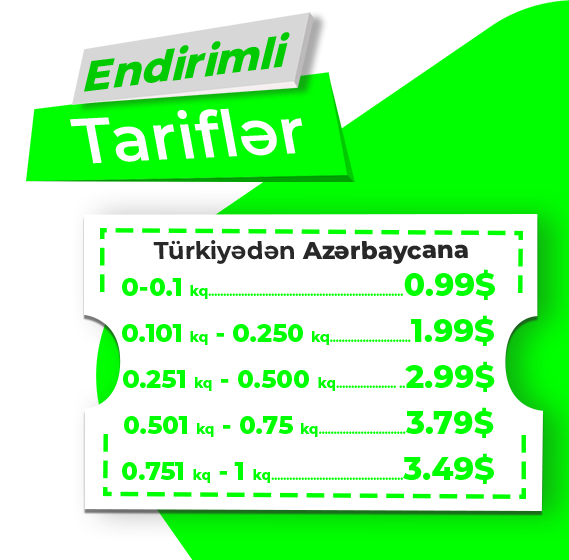 Endirimli
Tariflər
Türkiyədən Azərbaycana
0-0.1 kq........................................0.99$
0.101 kq - 0.250 kq........................1.99$
0.251 kq - 0.500 kq.................. ..2.99$
0.501 kq - 0.75 kq........................3.79$
0.751 kq - 1 kq................................3.49$